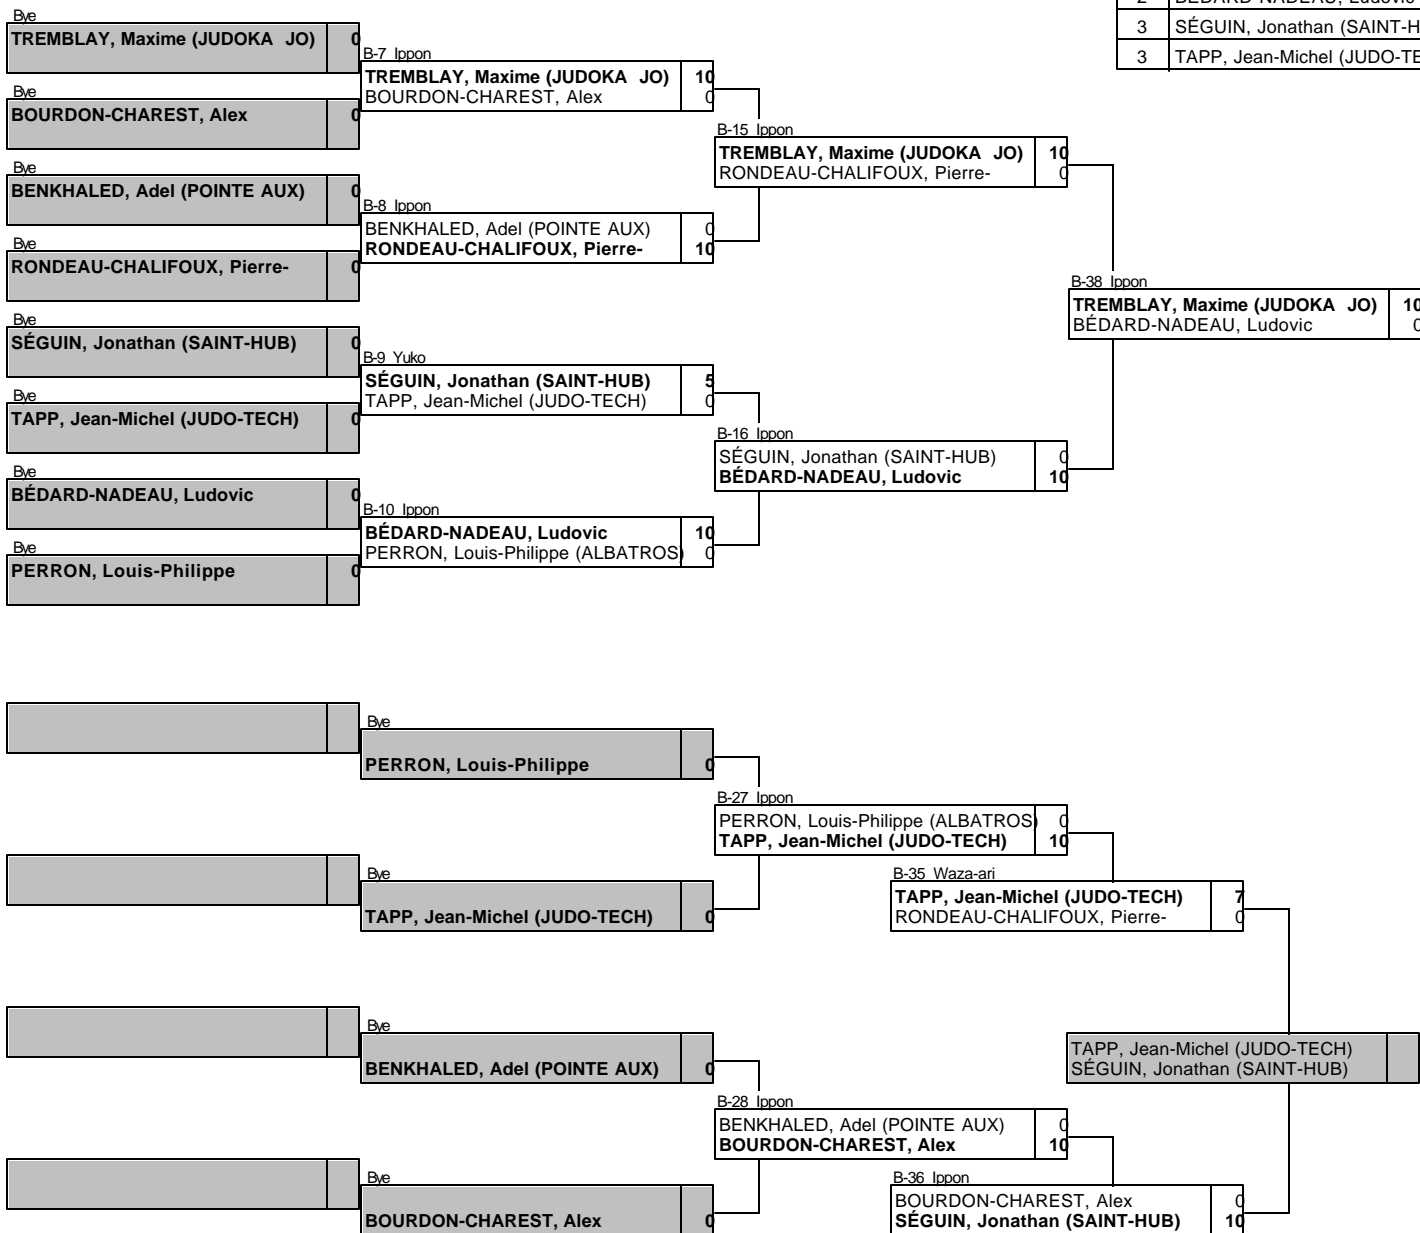 2 BÉDARD-NADEAU, Ludovic
3 SÉGUIN, Jonathan (SAINT-H
3 TAPP, Jean-Michel (JUDO-TE
Bye
TREMBLAY, Maxime (JUDOKA JO) 0
Bye
BOURDON-CHAREST, Alex 0
Bye
BENKHALED, Adel (POINTE AUX) 0
Bye
RONDEAU-CHALIFOUX, Pierre- 0
Bye
SÉGUIN, Jonathan (SAINT-HUB) 0
Bye
TAPP, Jean-Michel (JUDO-TECH) 0
Bye
BÉDARD-NADEAU, Ludovic 0
Bye
PERRON, Louis-Philippe 0
B-7 Ippon
TREMBLAY, Maxime (JUDOKA JO) 10
BOURDON-CHAREST, Alex 0
B-8 Ippon
BENKHALED, Adel (POINTE AUX) 0
RONDEAU-CHALIFOUX, Pierre- 10
B-9 Yuko
SÉGUIN, Jonathan (SAINT-HUB) 5
TAPP, Jean-Michel (JUDO-TECH) 0
B-10 Ippon
BÉDARD-NADEAU, Ludovic 10
PERRON, Louis-Philippe (ALBATROS) 0
B-15 Ippon
TREMBLAY, Maxime (JUDOKA JO) 10
RONDEAU-CHALIFOUX, Pierre- 0
B-16 Ippon
SÉGUIN, Jonathan (SAINT-HUB) 0
BÉDARD-NADEAU, Ludovic 10
B-38 Ippon
TREMBLAY, Maxime (JUDOKA JO) 10
BÉDARD-NADEAU, Ludovic 0
Bye
PERRON, Louis-Philippe 0
Bye
TAPP, Jean-Michel (JUDO-TECH) 0
Bye
BENKHALED, Adel (POINTE AUX) 0
Bye
BOURDON-CHAREST, Alex 0
B-27 Ippon
PERRON, Louis-Philippe (ALBATROS) 0
TAPP, Jean-Michel (JUDO-TECH) 10
B-28 Ippon
BENKHALED, Adel (POINTE AUX) 0
BOURDON-CHAREST, Alex 10
B-35 Waza-ari
TAPP, Jean-Michel (JUDO-TECH) 7
RONDEAU-CHALIFOUX, Pierre- 0
B-36 Ippon
BOURDON-CHAREST, Alex 0
SÉGUIN, Jonathan (SAINT-HUB) 10
TAPP, Jean-Michel (JUDO-TECH)
SÉGUIN, Jonathan (SAINT-HUB)